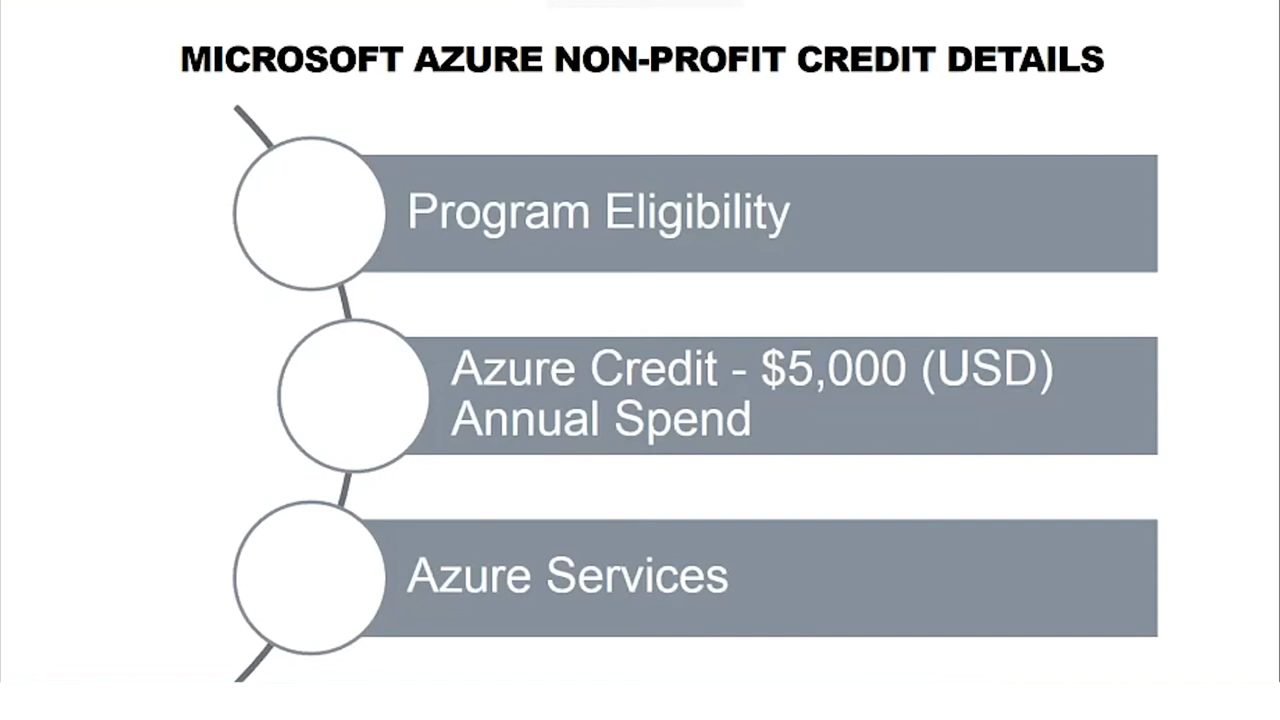 MICROSOFT AZURE NON-PROFIT CREDIT DETAILS
Program Eligibility
Azure Credit - $5,000 (USD)
Annual Spend
Azure Services